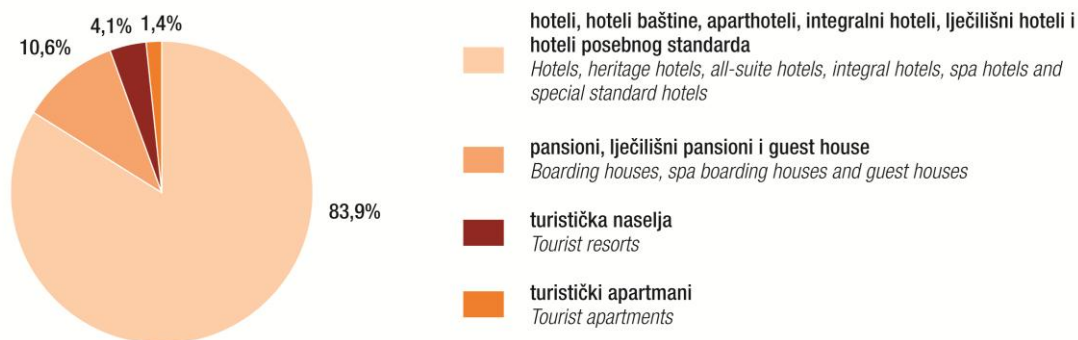 4,1% 1,4%
10,6%
83,9%
hoteli, hoteli baštine, aparthoteli, integralni hoteli, lječilišni hoteli i
hoteli posebnog standarda
Hotels, heritage hotels, all-suite hotels, integral hotels, spa hotels and
special standard hotels
pansioni, lječilišni pansioni i guest house
Boarding houses, spa boarding houses and guest houses
turistička naselja
Tourist resorts
turistički apartmani
Tourist apartments